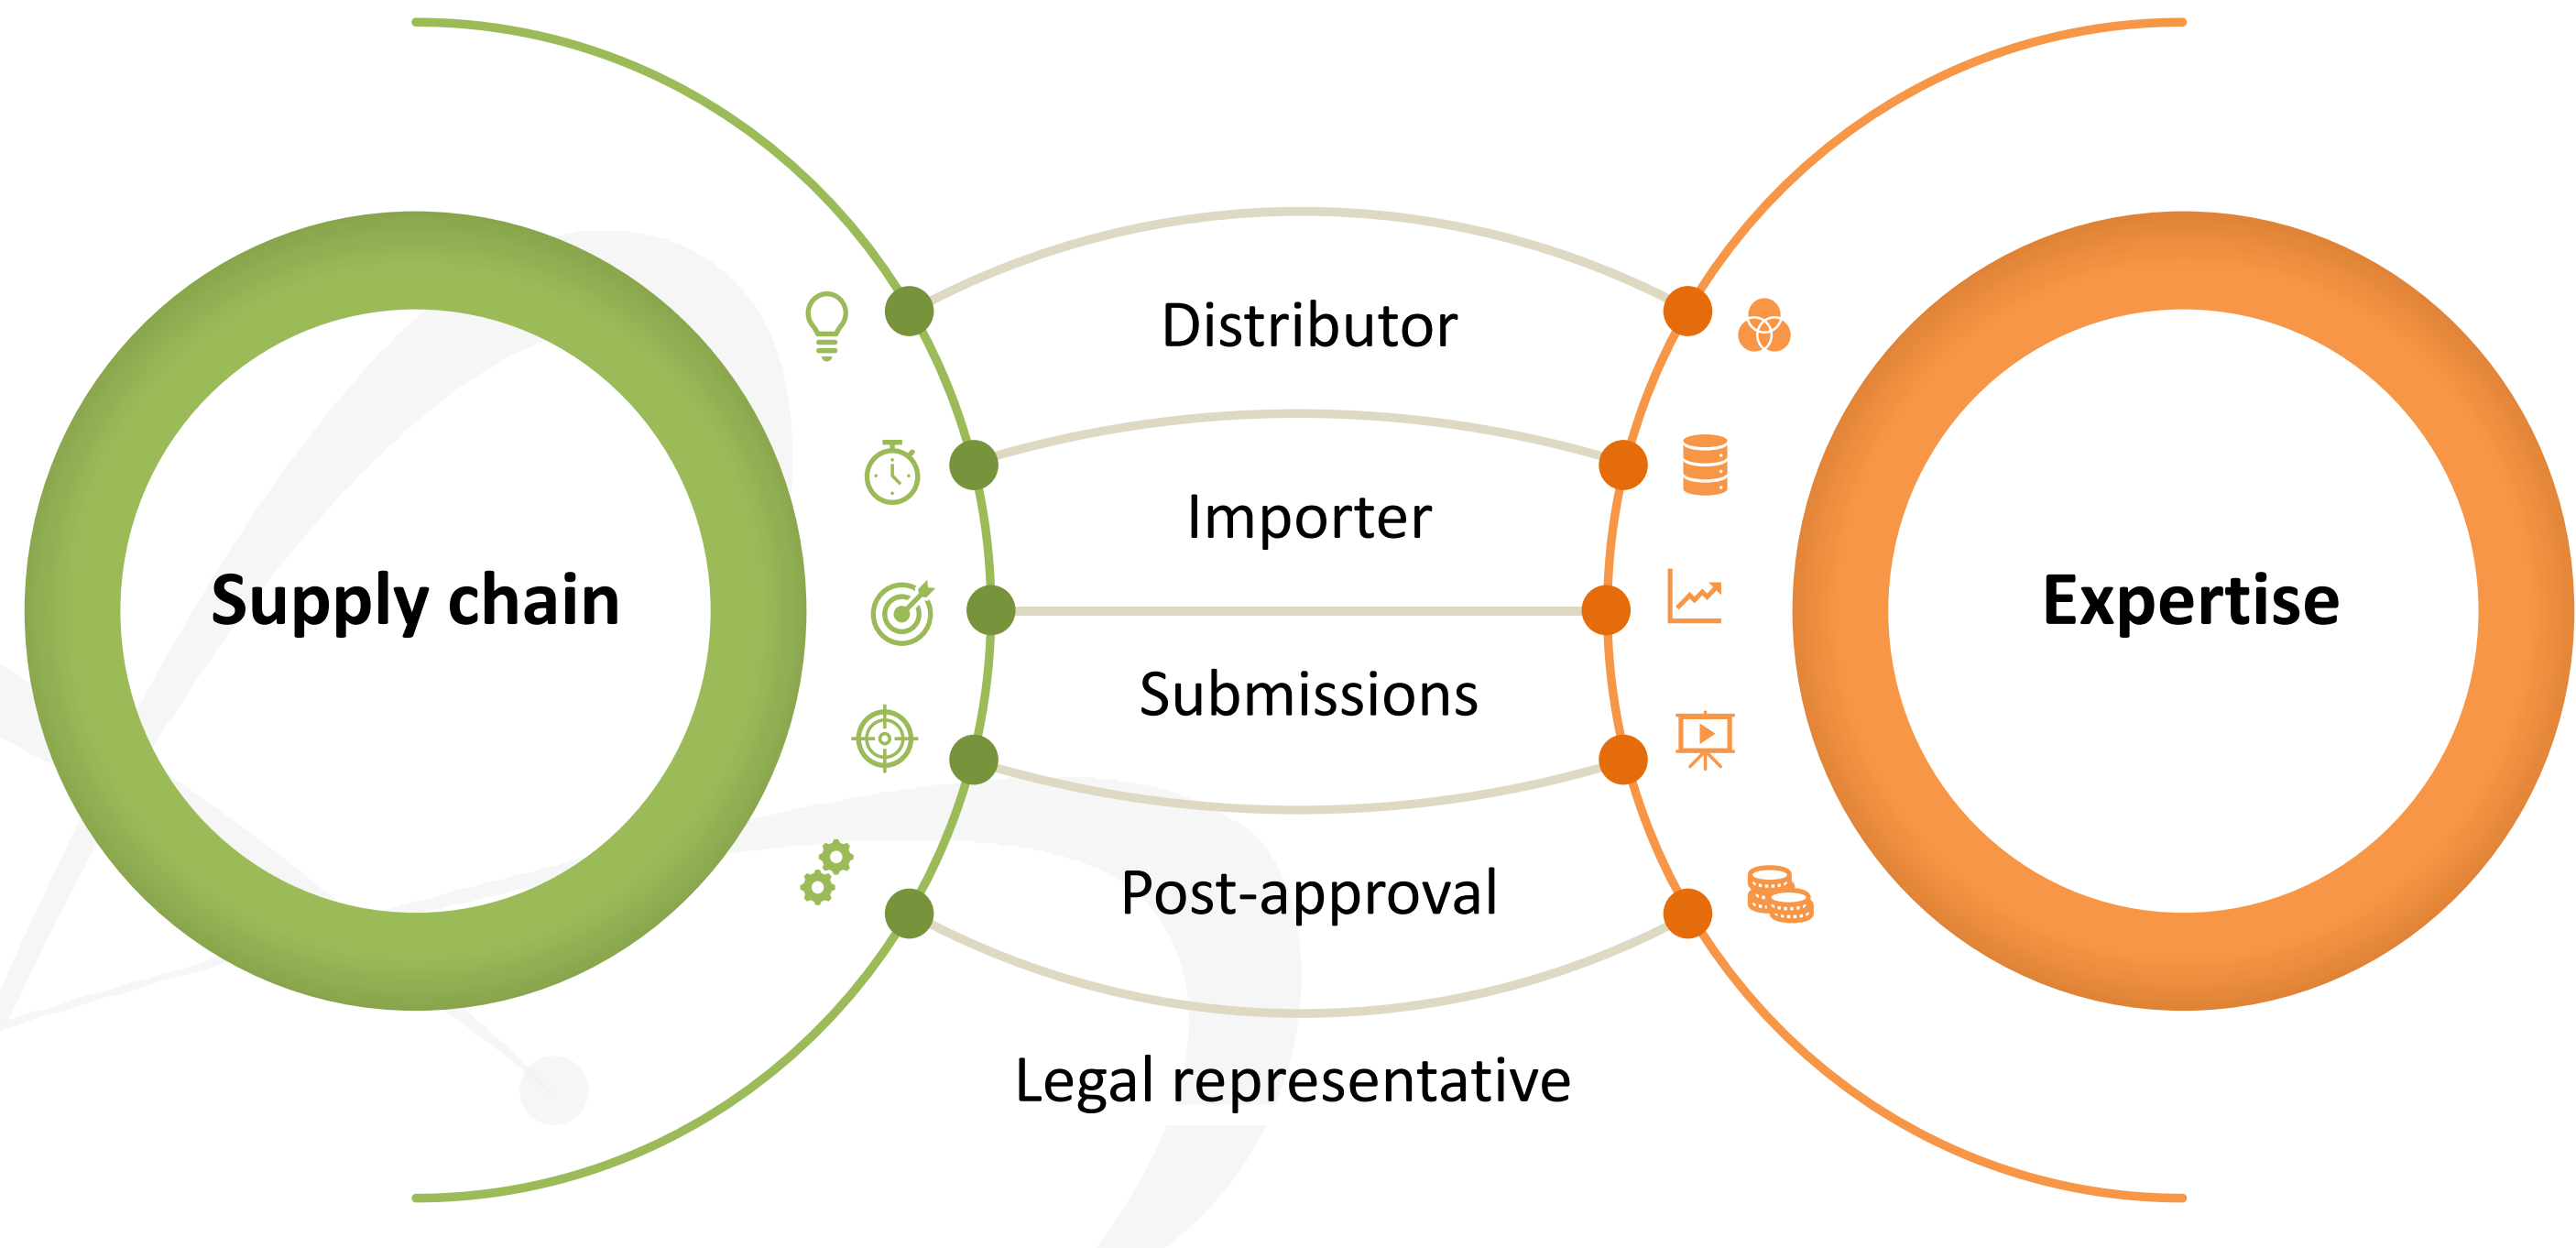 Supply chain
Distributor
Importer
Submissions
Post-approval
Legal representative
Expertise